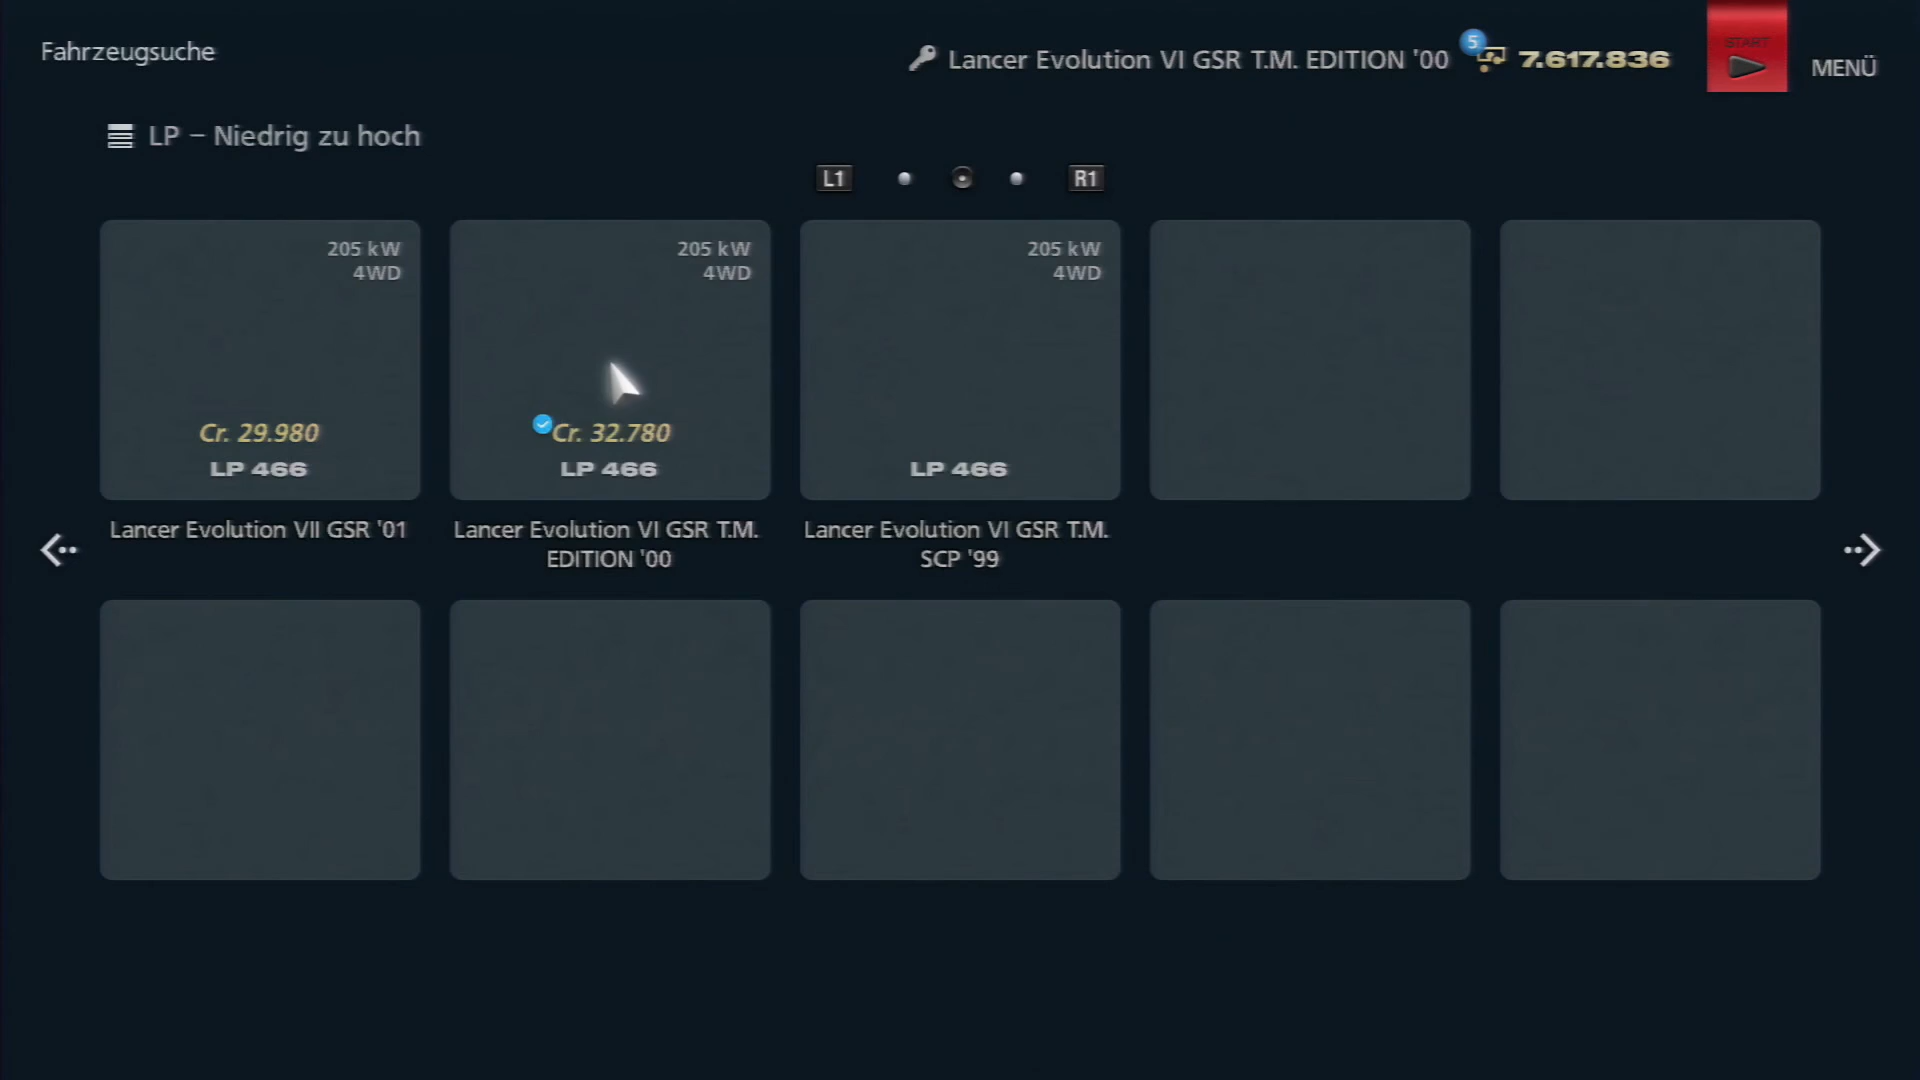 Fahrzeugsuche
Lancer Evolution VI GSR T.M. EDITION '00
5
7.617.836
START
MENÜ
LP – Niedrig zu hoch
L1
R1
205 kW
4WD
Cr. 29.980
LP 466
Lancer Evolution VII GSR '01
205 kW
4WD
Cr. 32.780
LP 466
Lancer Evolution VI GSR T.M.
EDITION '00
205 kW
4WD
LP 466
Lancer Evolution VI GSR T.M.
SCP '99